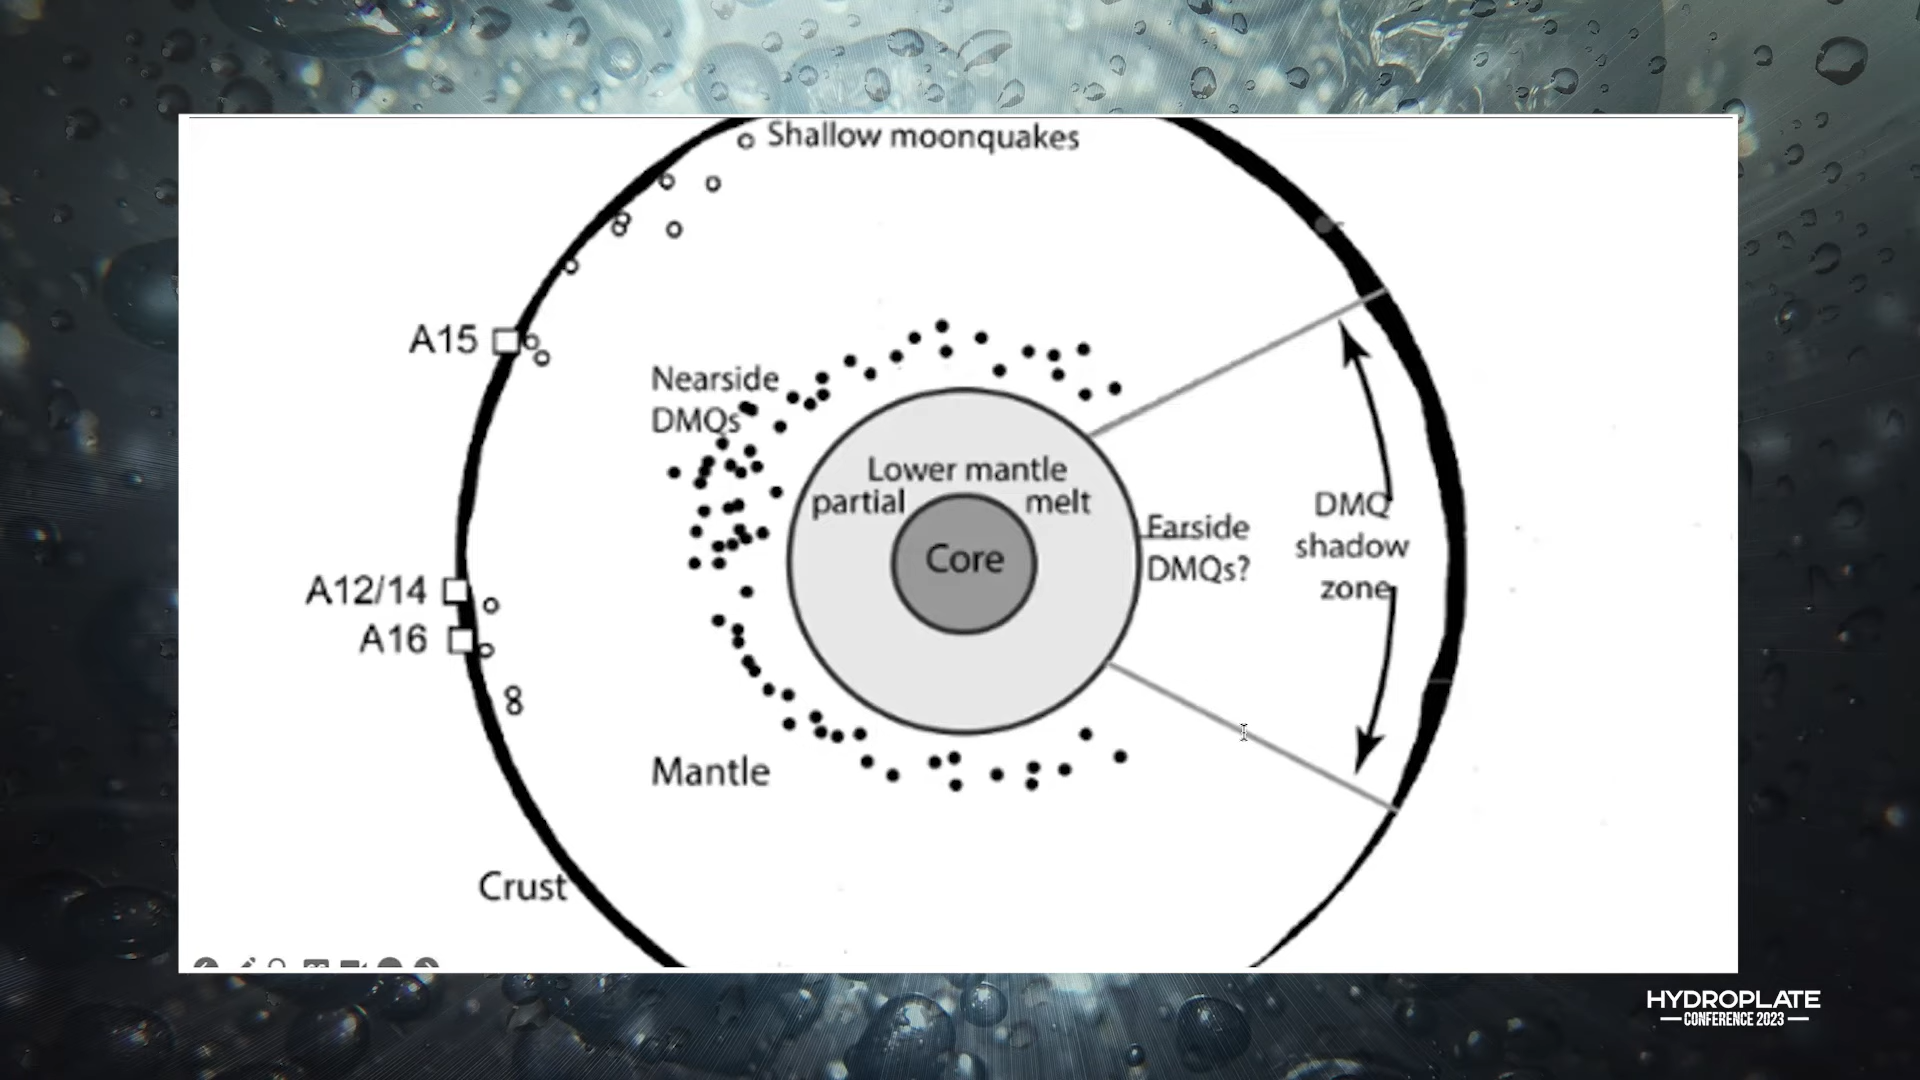 Shallow moonquakes
A15
Nearside
DMQs
Lower mantle
partial melt
Core
Farside
DMQs?
DMQ
shadow
zone
A12/14
A16
Mantle
Crust
HYDROPLATE
CONFERENCE 2023